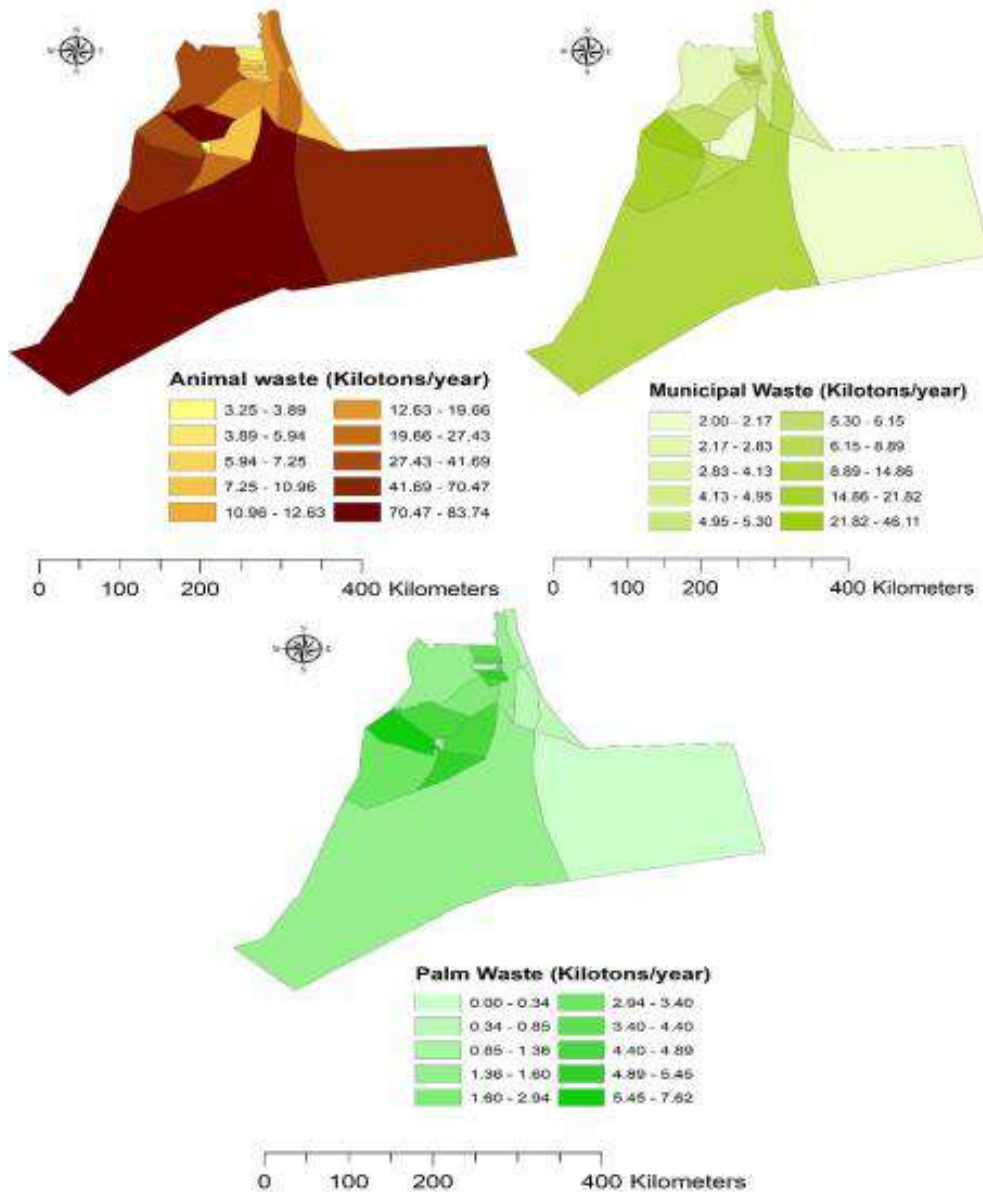 N
W E
S
N
W E
S
Animal waste (Kilotons/year)
3.25 - 3.89 12.63 - 19.66
3.89 - 5.94 19.66 - 27.43
5.94 - 7.25 27.43 - 41.69
7.25 - 10.96 41.69 - 70.47
10.96 - 12.63 70.47 - 83.74
0 100 200 400 Kilometers
Municipal Waste (Kilotons/year)
2.00 - 2.17 5.30 - 6.15
2.17 - 2.83 6.15 - 8.89
2.83 - 4.13 8.89 - 14.86
4.13 - 4.95 14.86 - 21.82
4.95 - 5.30 21.82 - 46.11
0 100 200 400 Kilometers
N
W E
S
Palm Waste (Kilotons/year)
0.00 - 0.34 2.94 - 3.40
0.34 - 0.85 3.40 - 4.40
0.85 - 1.36 4.40 - 4.89
1.36 - 1.60 4.89 - 5.45
1.60 - 2.94 5.45 - 7.62
0 100 200 400 Kilometers